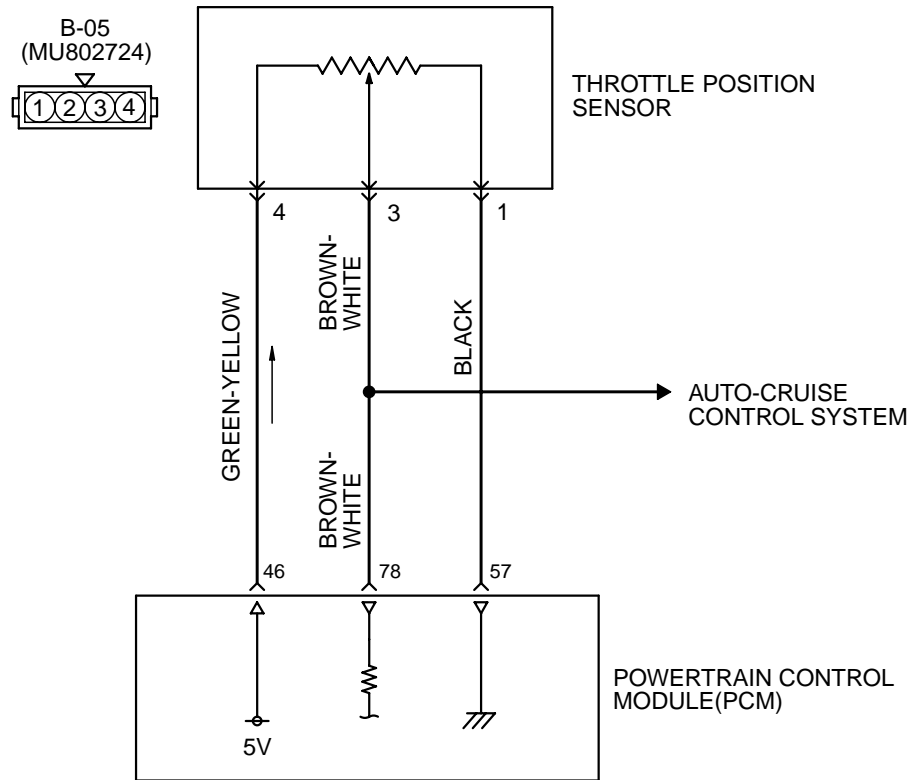 B-05
(MU802724)
1 2 3 4
THROTTLE POSITION
SENSOR
4 3 1
GREEN-YELLOW
BROWN-
WHITE
BLACK
AUTO-CRUISE
CONTROL SYSTEM
BROWN-
WHITE
46 78 57
POWERTRAIN CONTROL
MODULE(PCM)
5V